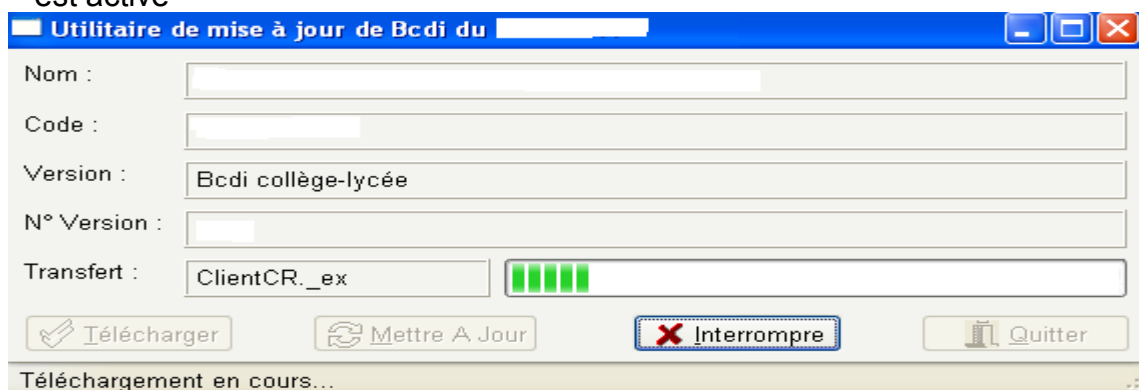 est active
Utilitaire de mise à jour de Bcdi du
Nom :
Code :
Version : Bcdi collège-lycée
N° Version :
Transfert : ClientCR._ex
Télécharger Mettre A Jour Interrompre Quitter
Téléchargement en cours...